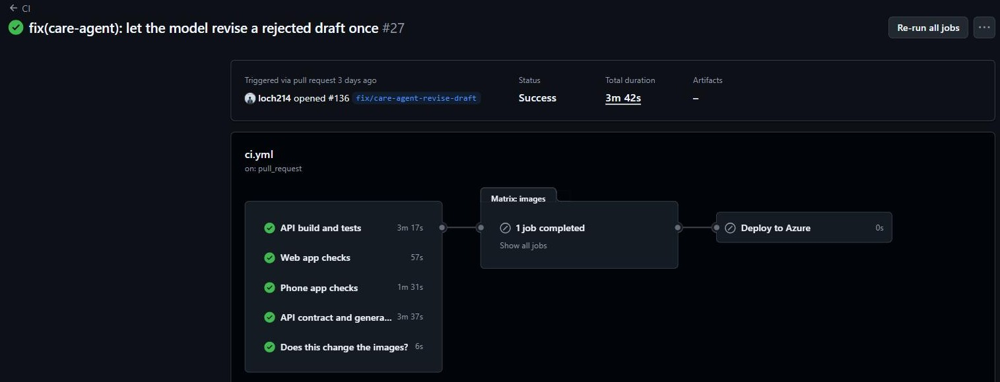 CI
fix(care-agent): let the model revise a rejected draft once #27
Re-run all jobs
Triggered via pull request 3 days ago
loch214 opened #136 fix/care-agent-revise-draft
Status
Success
Total duration
3m 42s
Artifacts
–
ci.yml
on: pull_request
API build and tests 3m 17s
Web app checks 57s
Phone app checks 1m 31s
API contract and genera... 3m 37s
Does this change the images? 6s
Matrix: images
1 job completed
Show all jobs
Deploy to Azure 0s